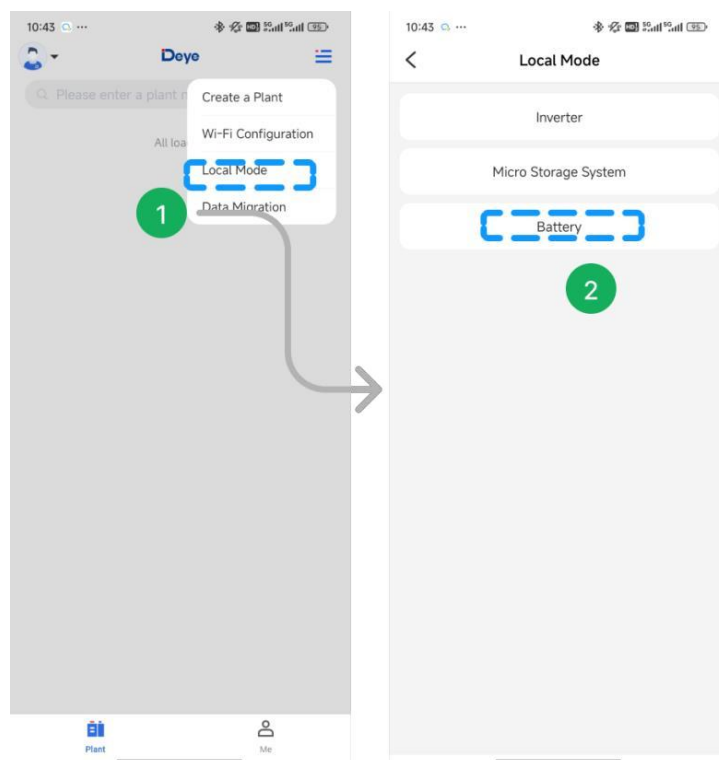 10:43
Deye
Please enter a plant
Create a Plant
Wi-Fi Configuration
All loa
Local Mode
Data Migration
1
Plant
Me
10:43
Local Mode
Inverter
Micro Storage System
Battery
2